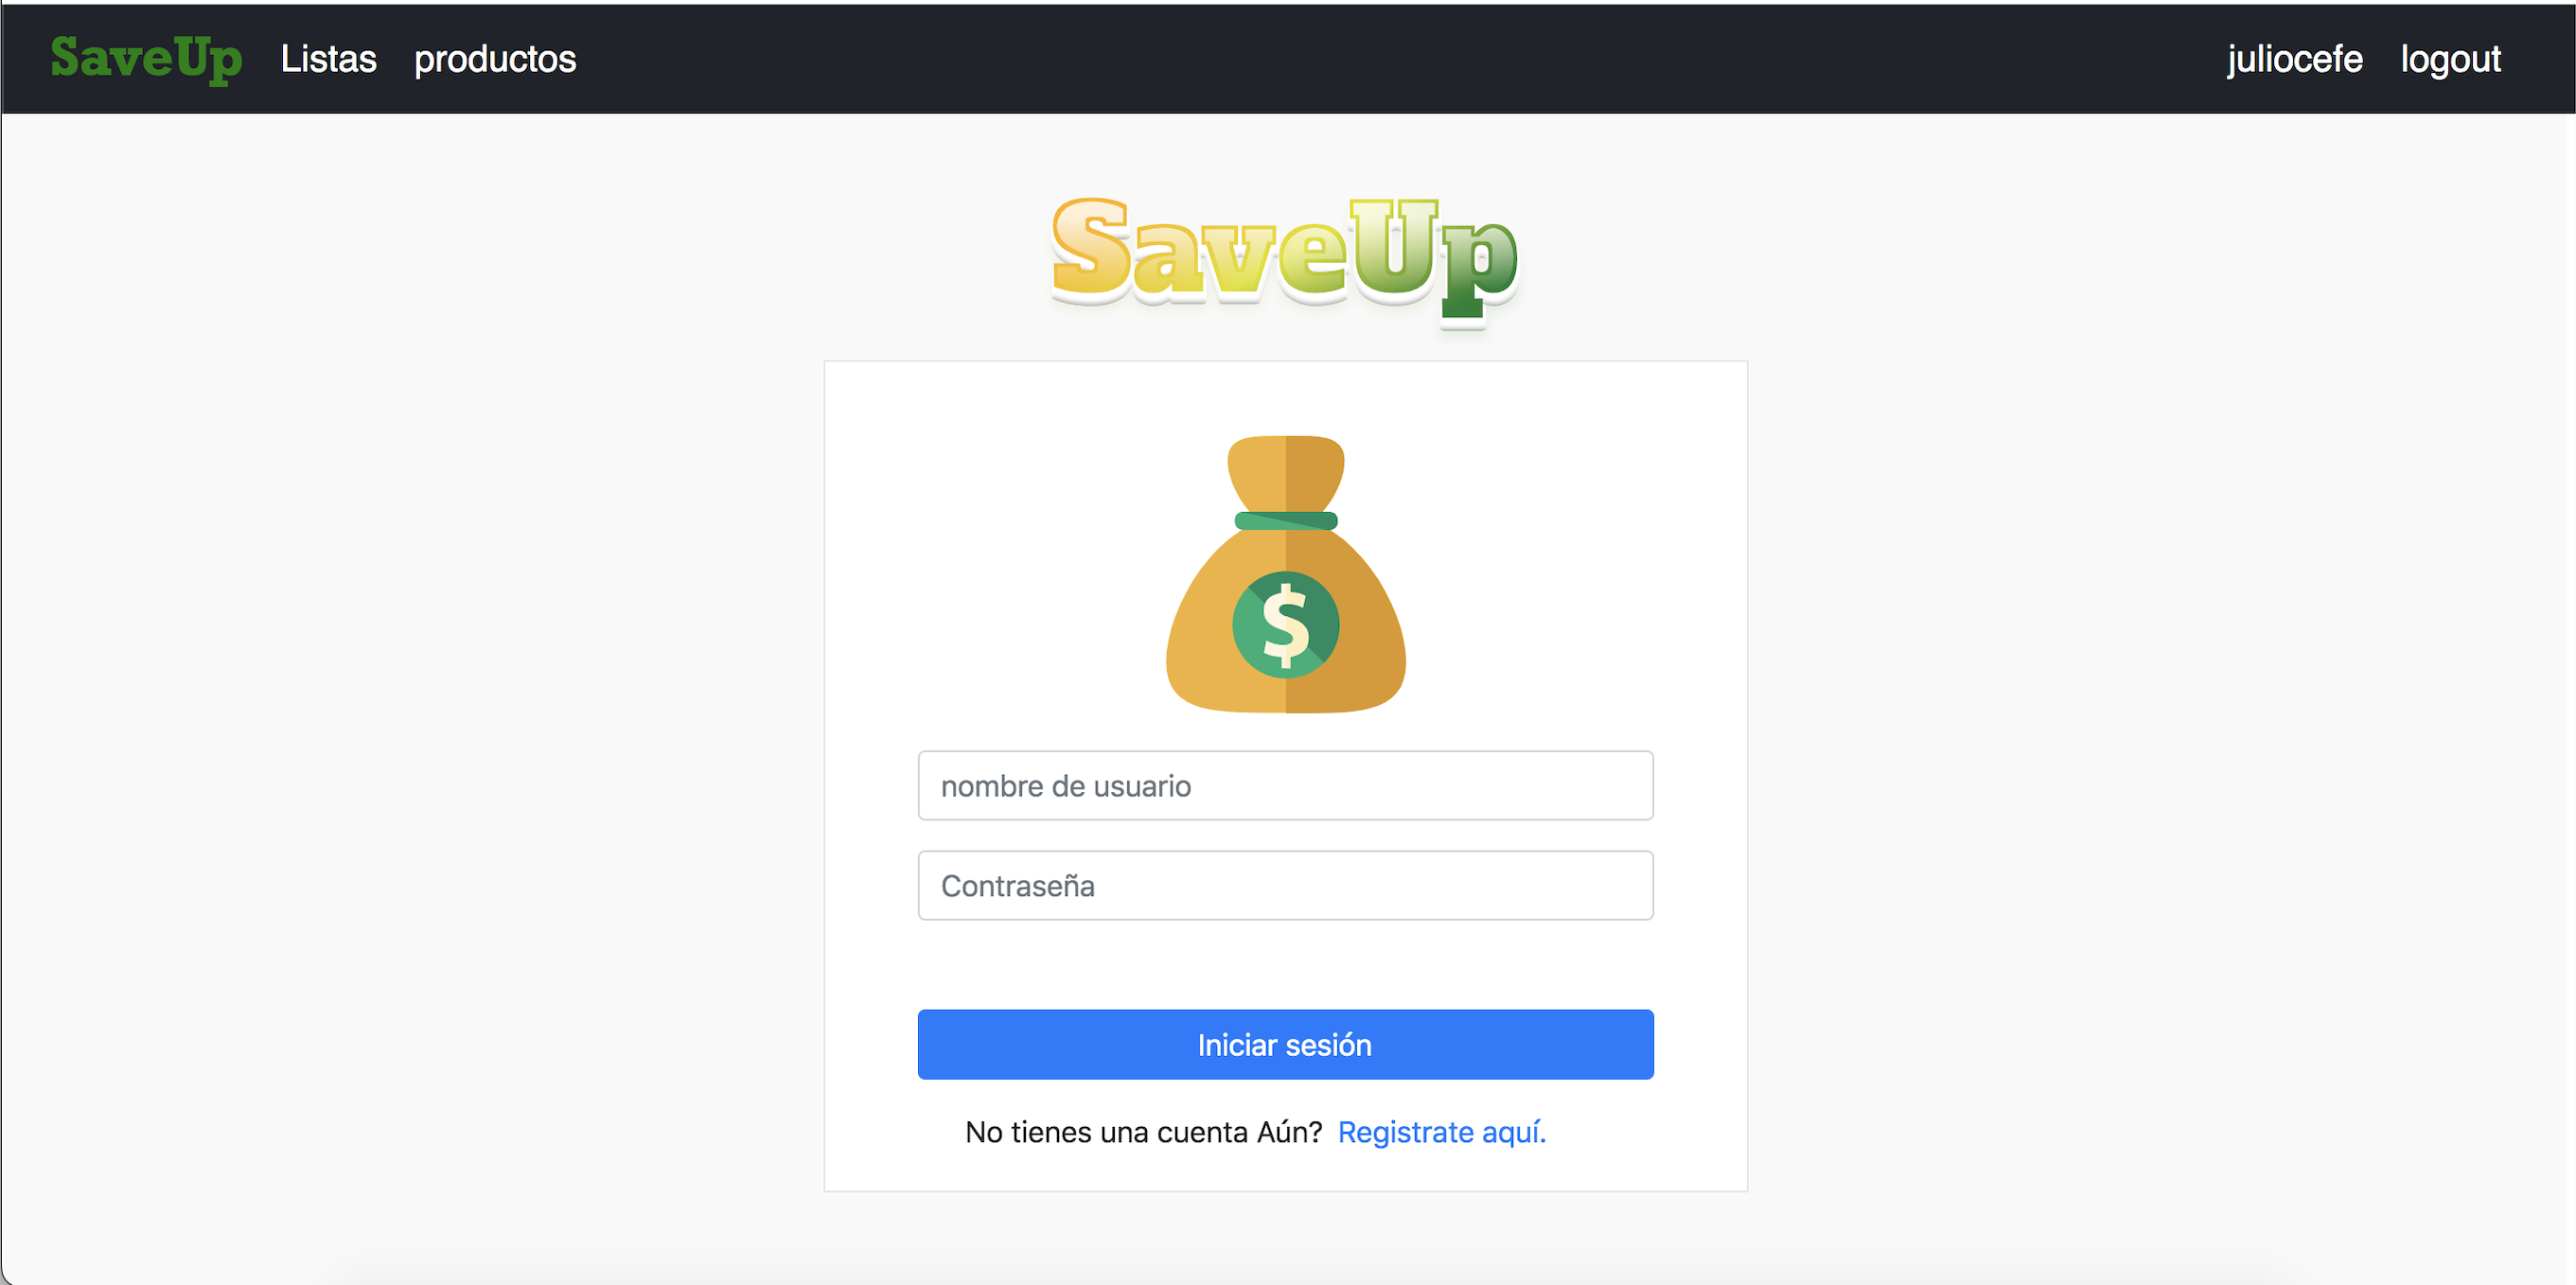 SaveUp Listas productos juliocefe logout
SaveUp
$
nombre de usuario
Contraseña
Iniciar sesión
No tienes una cuenta Aún? Registrate aquí.